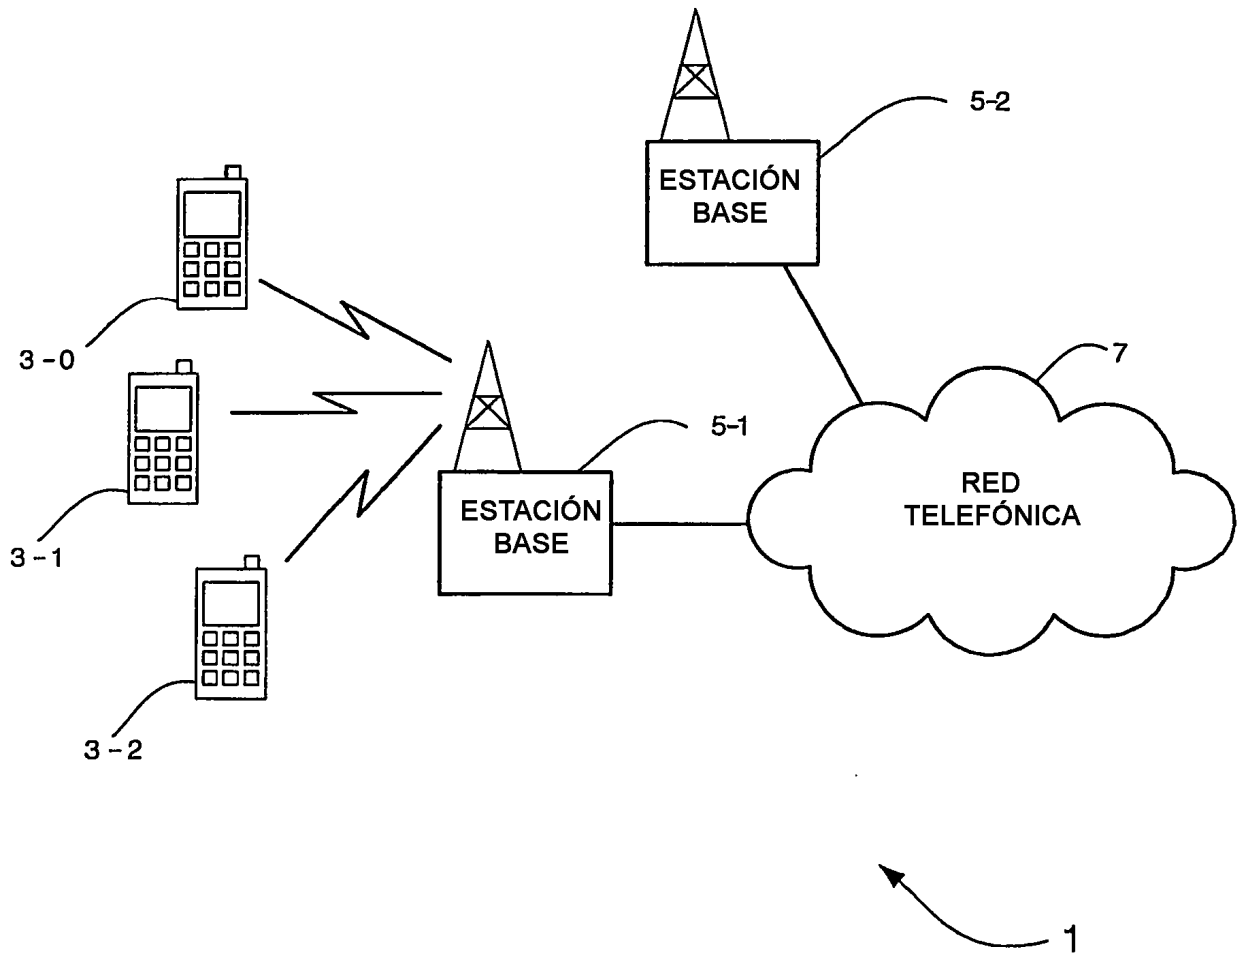 5-2
ESTACIÓN
BASE
3-0
7
5-1
RED
TELEFÓNICA
ESTACIÓN
BASE
3-1
3-2
1